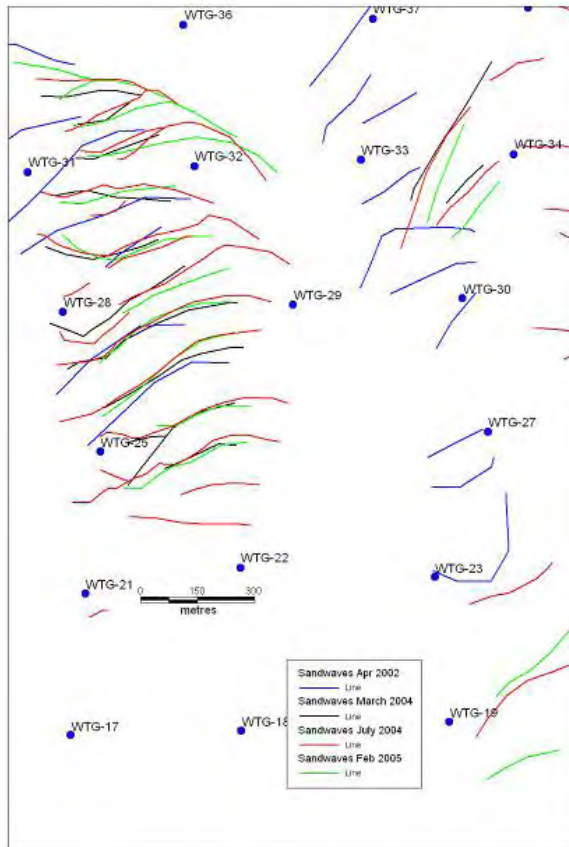 WTG-36
WTG-37
WTG-31
WTG-32
WTG-33
WTG-34
WTG-28
WTG-29
WTG-30
WTG-25
WTG-27
WTG-22
WTG-23
WTG-21
0 150 300
metres
Sandwaves Apr 2002
Line
Sandwaves March 2004
Line
Sandwaves July 2004
Line
Sandwaves Feb 2005
Line
WTG-17
WTG-18
WTG-19